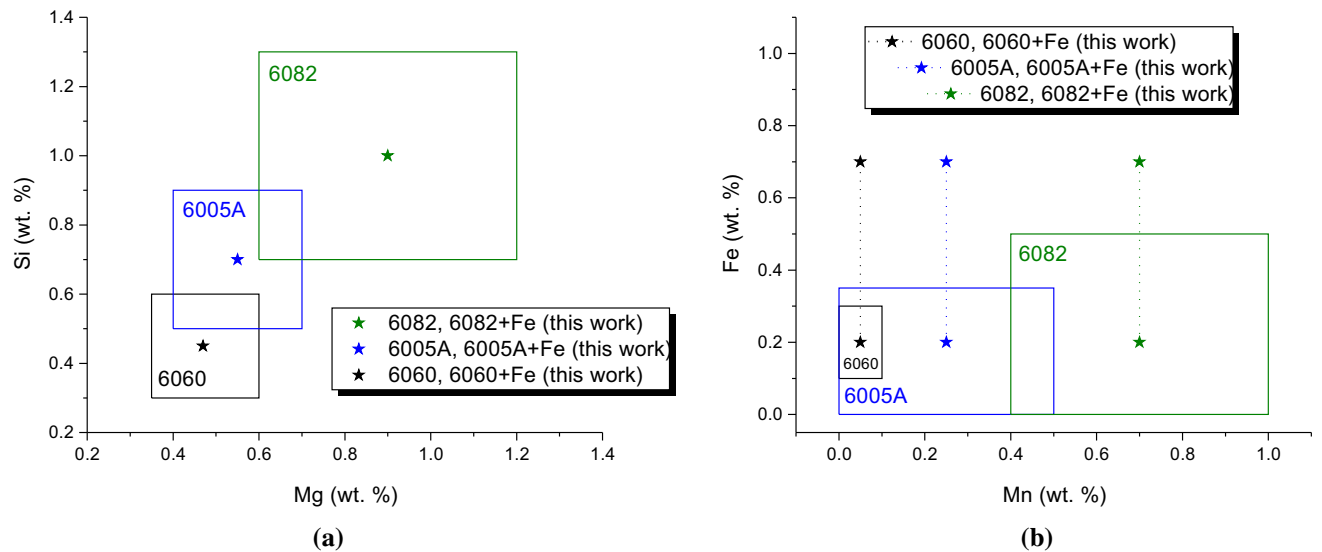 1.4
1.2
1.0
0.8
0.6
0.4
0.2
Si (wt. %)
6082
6005A
6060
6082, 6082+Fe (this work)
6005A, 6005A+Fe (this work)
6060, 6060+Fe (this work)
0.2 0.4 0.6 0.8 1.0 1.2 1.4
Mg (wt. %)
(a)
6060, 6060+Fe (this work)
6005A, 6005A+Fe (this work)
6082, 6082+Fe (this work)
1.0
0.8
0.6
0.4
0.2
0.0
Fe (wt. %)
6082
6060
6005A
0.0 0.2 0.4 0.6 0.8 1.0
Mn (wt. %)
(b)